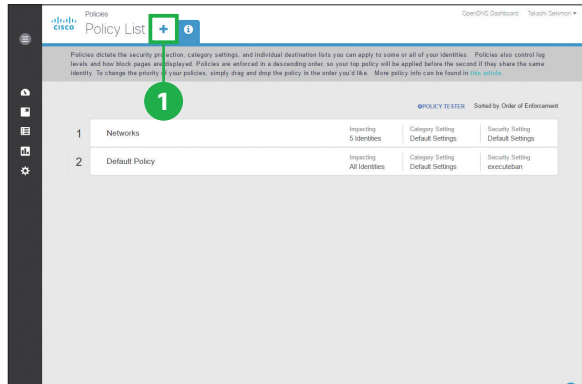 Policies
OpenDNS Dashboard Takashi Sekimori
cisco
Policy List + i
Policies dictate the security protection, category settings, and individual destination lists you can apply to some or all of your identities. Policies also control log
levels and how block pages are displayed. Policies are enforced in a descending order, so your top policy will be applied before the second if they share the same
identity. To change the priority of your policies, simply drag and drop the policy in the order you'd like. More policy info can be found in this article.
1
POLICY TESTER Sorted by Order of Enforcement
1 Networks Impacting Category Setting Security Setting
5 Identities Default Settings Default Settings
2 Default Policy Impacting Category Setting Security Setting
All Identities Default Settings executeban